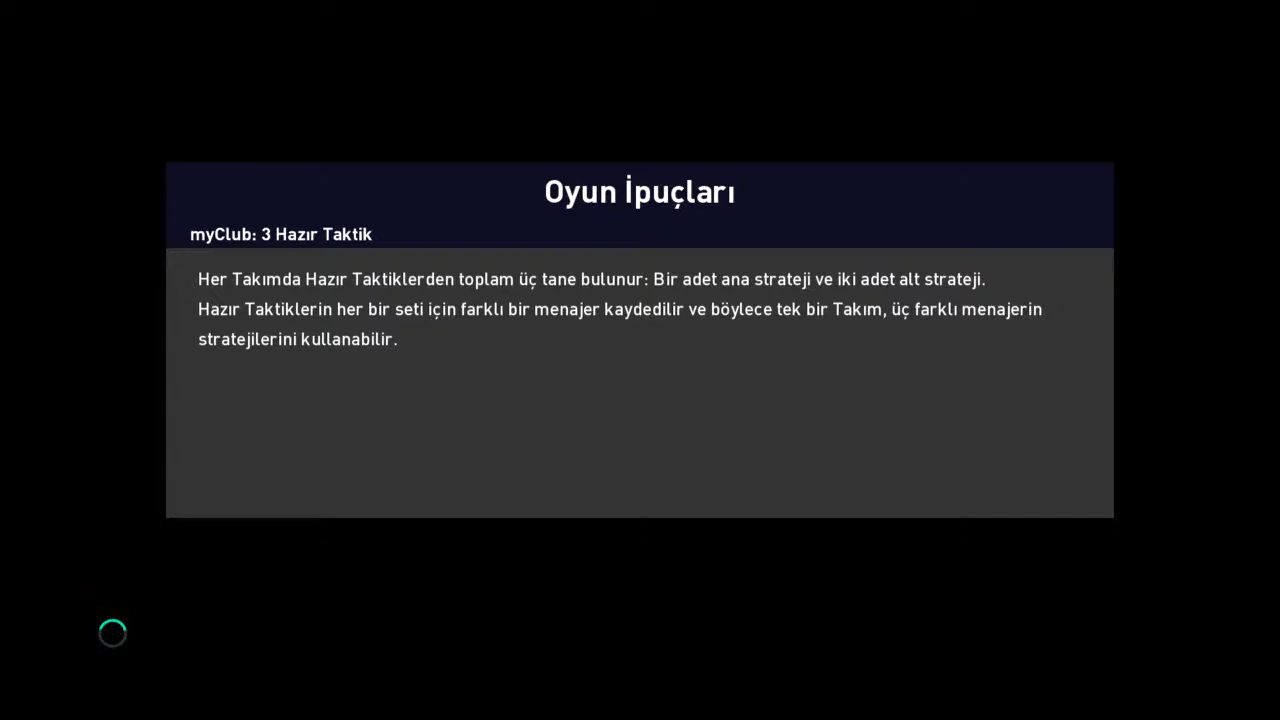 Oyun İpuçları
myClub: 3 Hazır Taktik
Her Takımda Hazır Taktiklerden toplam üç tane bulunur: Bir adet ana strateji ve iki adet alt strateji.
Hazır Taktiklerin her bir seti için farklı bir menajer kaydedilir ve böylece tek bir Takım, üç farklı menajerin
stratejilerini kullanabilir.